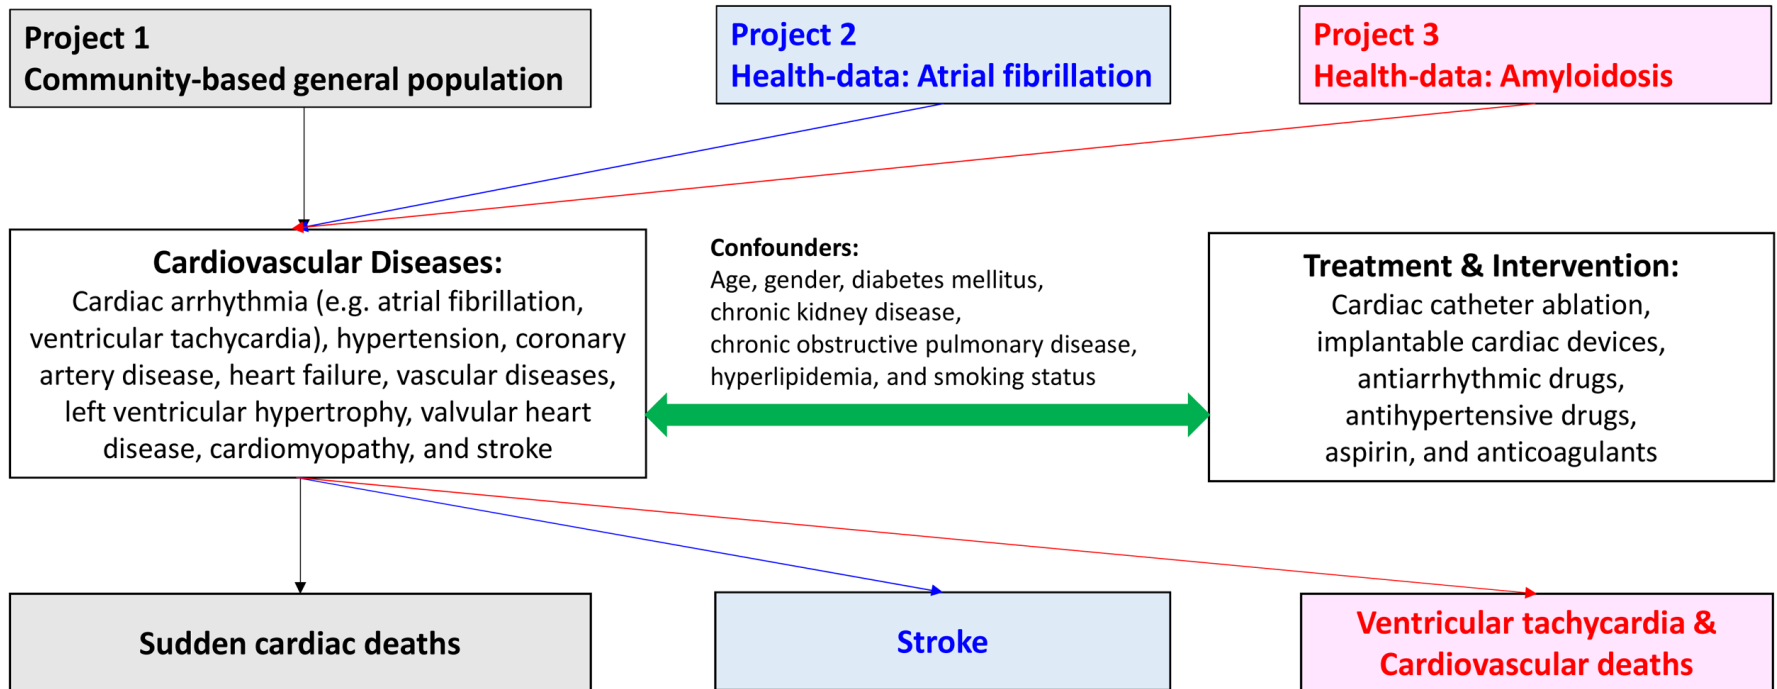 Project 1
Community-based general population
Project 2
Health-data: Atrial fibrillation
Project 3
Health-data: Amyloidosis
Cardiovascular Diseases:
Cardiac arrhythmia (e.g. atrial fibrillation,
ventricular tachycardia), hypertension, coronary
artery disease, heart failure, vascular diseases,
left ventricular hypertrophy, valvular heart
disease, cardiomyopathy, and stroke
Confounders:
Age, gender, diabetes mellitus,
chronic kidney disease,
chronic obstructive pulmonary disease,
hyperlipidemia, and smoking status
Treatment & Intervention:
Cardiac catheter ablation,
implantable cardiac devices,
antiarrhythmic drugs,
antihypertensive drugs,
aspirin, and anticoagulants
Sudden cardiac deaths
Stroke
Ventricular tachycardia &
Cardiovascular deaths